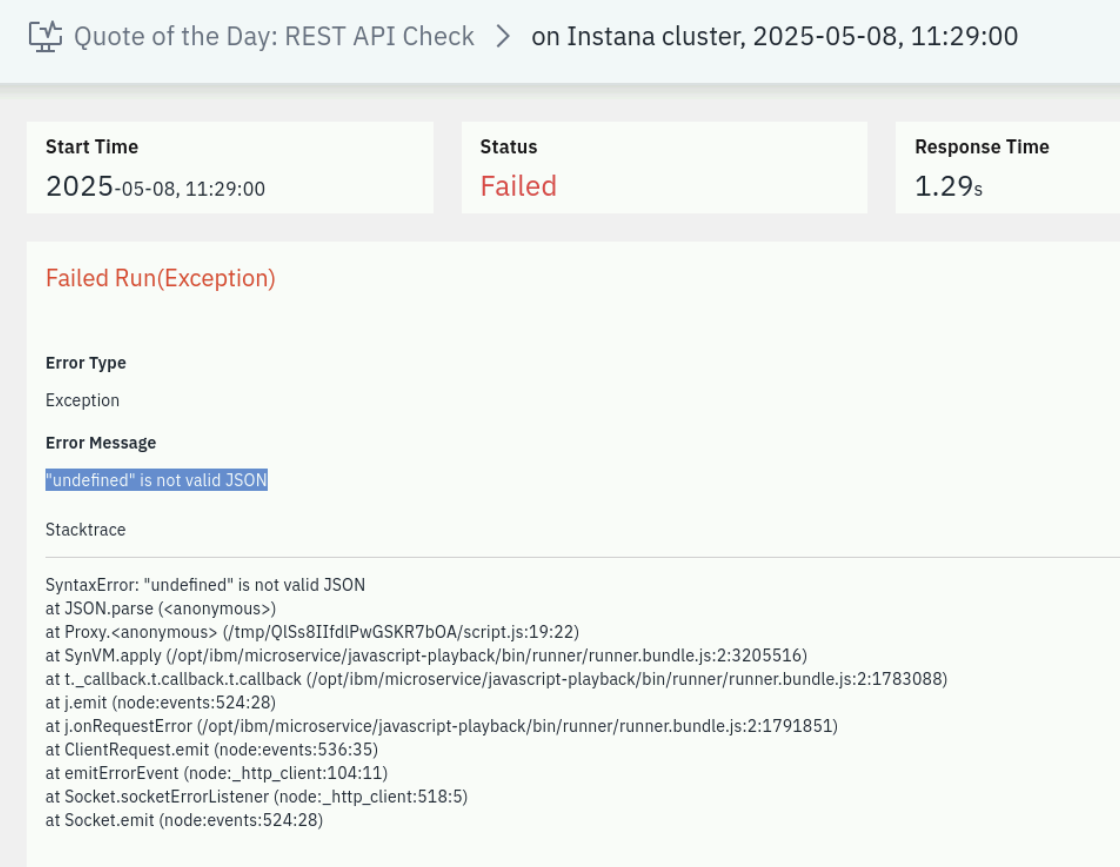 Quote of the Day: REST API Check > on Instana cluster, 2025-05-08, 11:29:00
Start Time
2025-05-08, 11:29:00
Status
Failed
Response Time
1.29s
Failed Run(Exception)
Error Type
Exception
Error Message
"undefined" is not valid JSON
Stacktrace
SyntaxError: "undefined" is not valid JSON
at JSON.parse (<anonymous>)
at Proxy.<anonymous> (/tmp/QlSs8IIfdlPwGSKR7bOA/script.js:19:22)
at SynVM.apply (/opt/ibm/microservice/javascript-playback/bin/runner/runner.bundle.js:2:3205516)
at t._callback.t.callback.t.callback (/opt/ibm/microservice/javascript-playback/bin/runner/runner.bundle.js:2:1783088)
at j.emit (node:events:524:28)
at j.onRequestError (/opt/ibm/microservice/javascript-playback/bin/runner/runner.bundle.js:2:1791851)
at ClientRequest.emit (node:events:536:35)
at emitErrorEvent (node:_http_client:104:11)
at Socket.socketErrorListener (node:_http_client:518:5)
at Socket.emit (node:events:524:28)